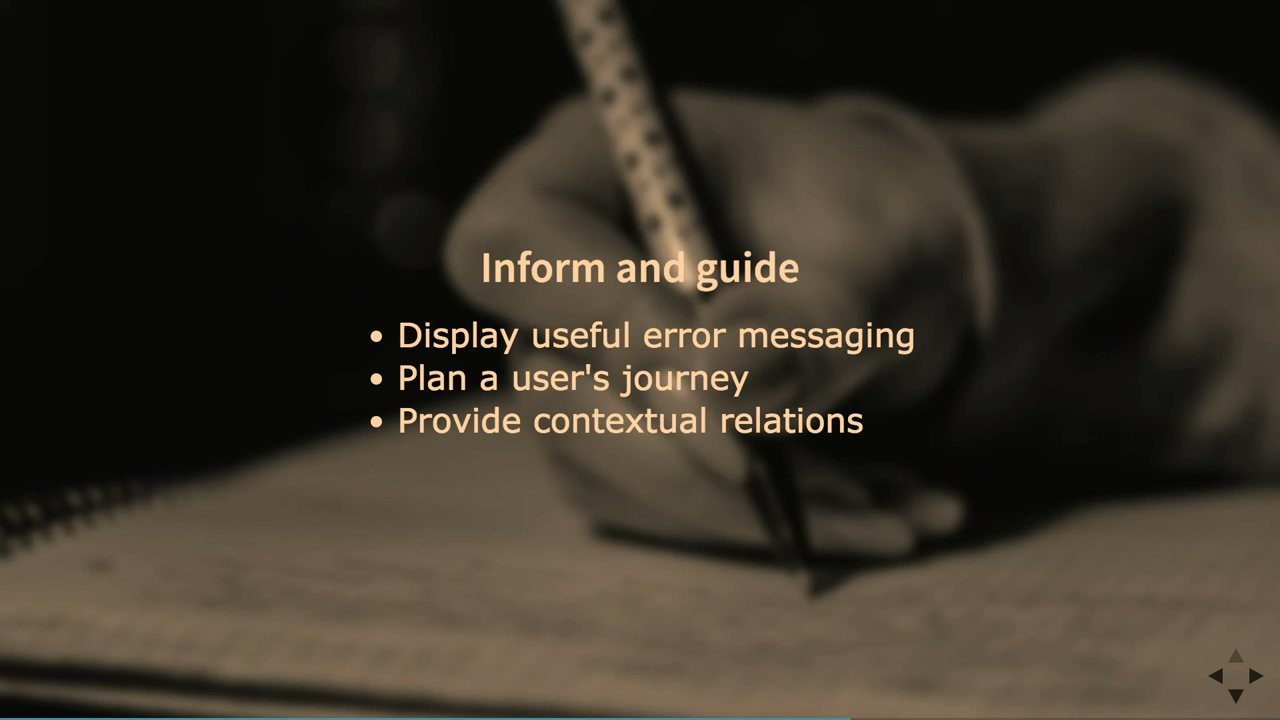 Inform and guide
• Display useful error messaging
• Plan a user's journey
• Provide contextual relations